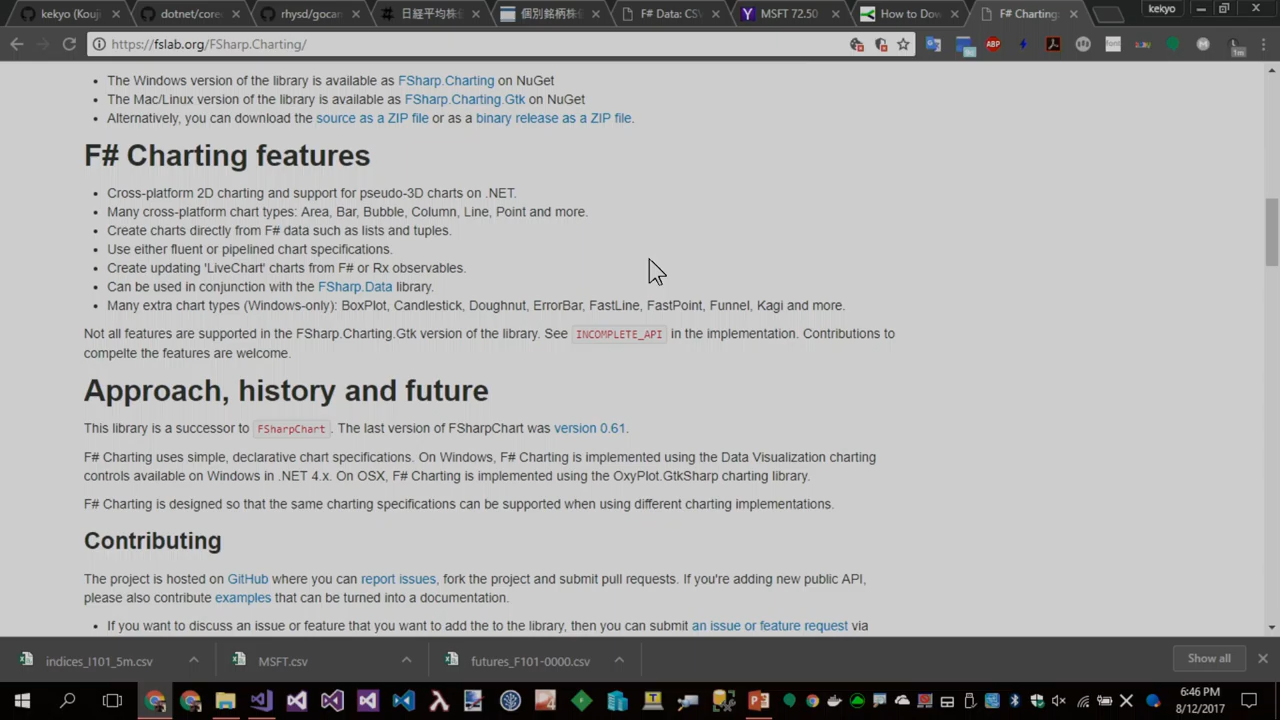 kekyo (Kouj
dotnet/core
rhysd/gocan
日経平均株価
個別銘柄株価
F# Data: CSV
MSFT 72.50
How to Dow
F# Charting:
kekyo
https://fslab.org/FSharp.Charting/
ABP
1m
• The Windows version of the library is available as FSharp.Charting on NuGet
• The Mac/Linux version of the library is available as FSharp.Charting.Gtk on NuGet
• Alternatively, you can download the source as a ZIP file or as a binary release as a ZIP file.
F# Charting features
• Cross-platform 2D charting and support for pseudo-3D charts on .NET.
• Many cross-platform chart types: Area, Bar, Bubble, Column, Line, Point and more.
• Create charts directly from F# data such as lists and tuples.
• Use either fluent or pipelined chart specifications.
• Create updating 'LiveChart' charts from F# or Rx observables.
• Can be used in conjunction with the FSharp.Data library.
• Many extra chart types (Windows-only): BoxPlot, Candlestick, Doughnut, ErrorBar, FastLine, FastPoint, Funnel, Kagi and more.
Not all features are supported in the FSharp.Charting.Gtk version of the library. See INCOMPLETE_API in the implementation. Contributions to
compelte the features are welcome.
Approach, history and future
This library is a successor to FSharpChart. The last version of FSharpChart was version 0.61.
F# Charting uses simple, declarative chart specifications. On Windows, F# Charting is implemented using the Data Visualization charting
controls available on Windows in .NET 4.x. On OSX, F# Charting is implemented using the OxyPlot.GtkSharp charting library.
F# Charting is designed so that the same charting specifications can be supported when using different charting implementations.
Contributing
The project is hosted on GitHub where you can report issues, fork the project and submit pull requests. If you're adding new public API,
please also contribute examples that can be turned into a documentation.
• If you want to discuss an issue or feature that you want to add the to the library, then you can submit an issue or feature request via
indices_I101_5m.csv
MSFT.csv
futures_F101-0000.csv
Show all
6:46 PM
8/12/2017